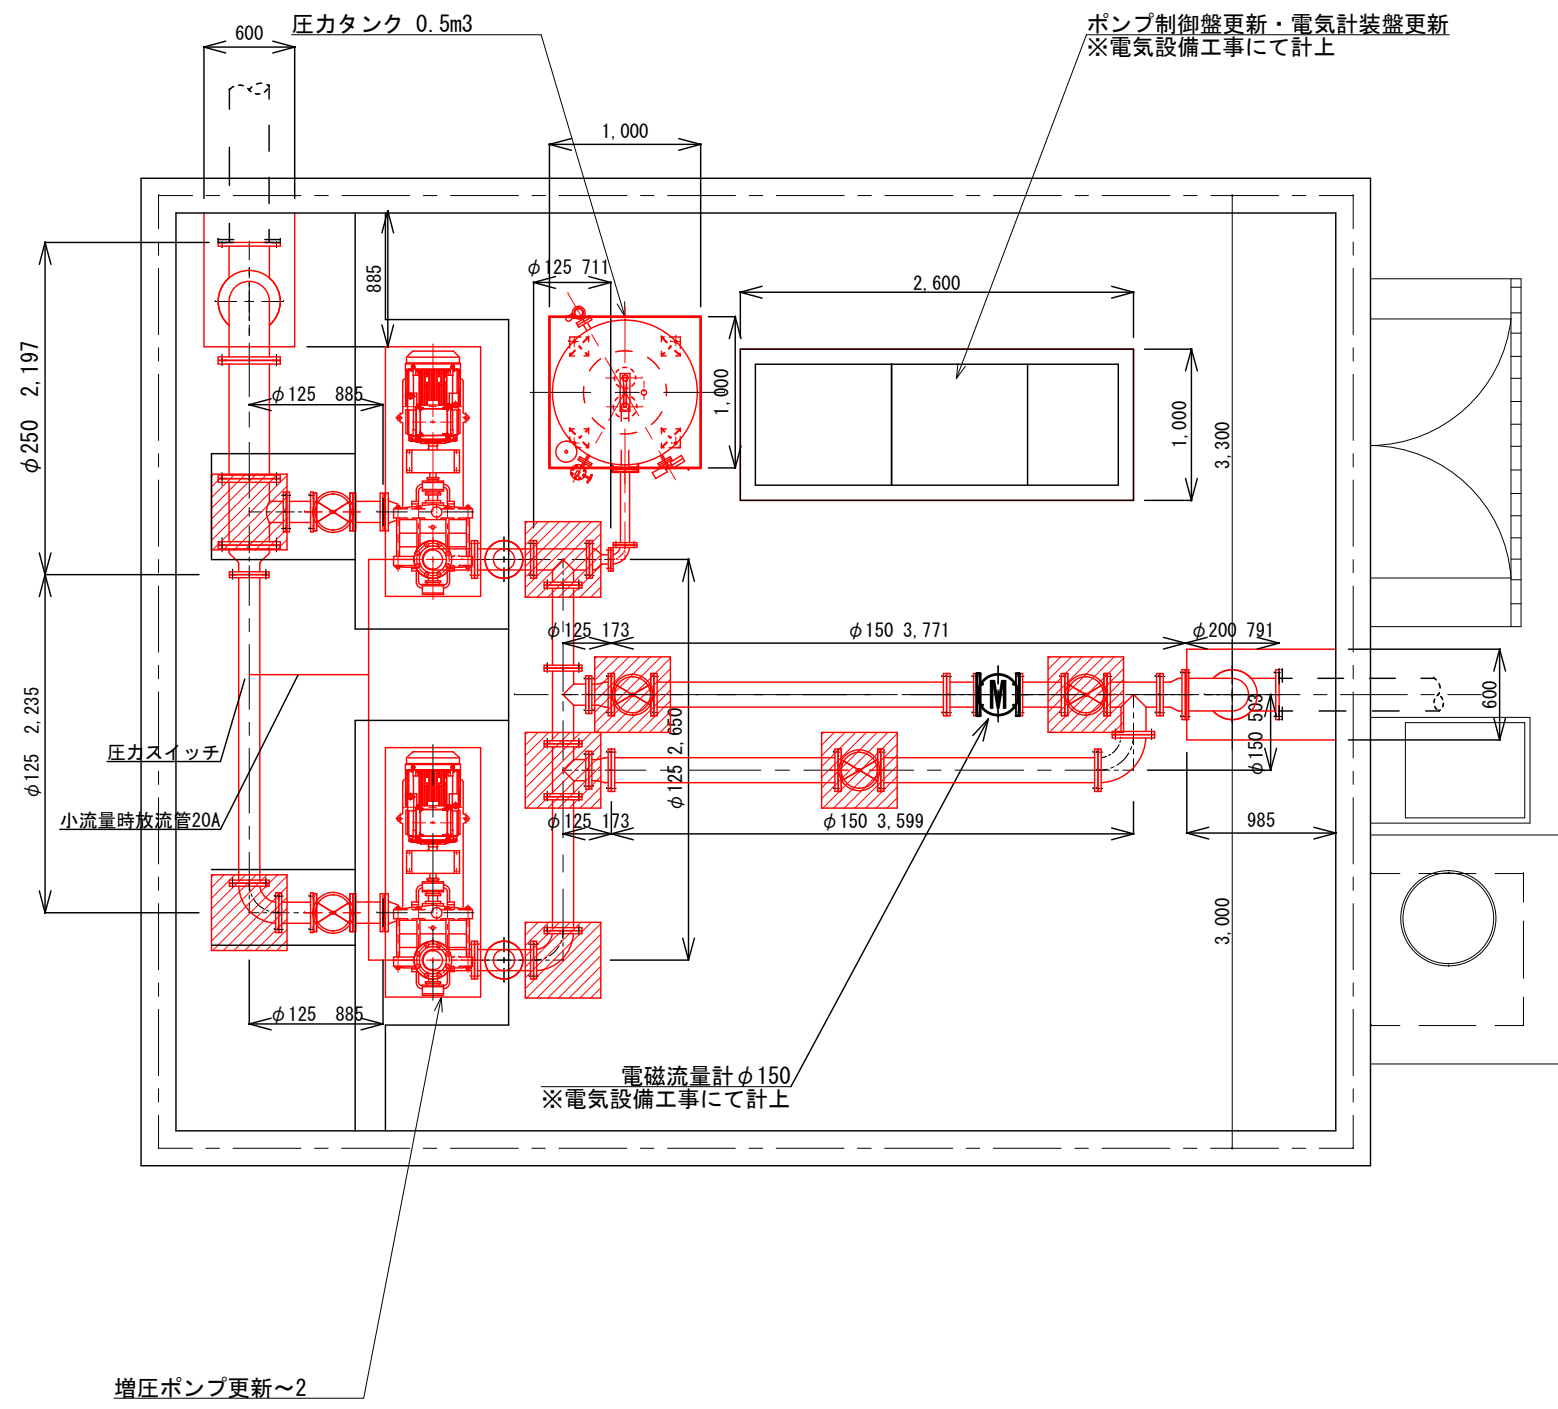 圧力タンク 0.5m3
ポンプ制御盤更新・電気計装盤更新
※電気設備工事にて計上
600
1,000
φ125 711
2,600
885
φ250 2,197
φ125 885
1,000
1,000
3,300
φ125 173
φ150 3,771
φ200 791
M
600
φ150 503
φ125 2,235
φ125 2,650
圧力スイッチ
小流量時放流管20A
φ125 173
φ150 3,599
985
3,000
φ125 885
電磁流量計φ150
※電気設備工事にて計上
増圧ポンプ更新～2